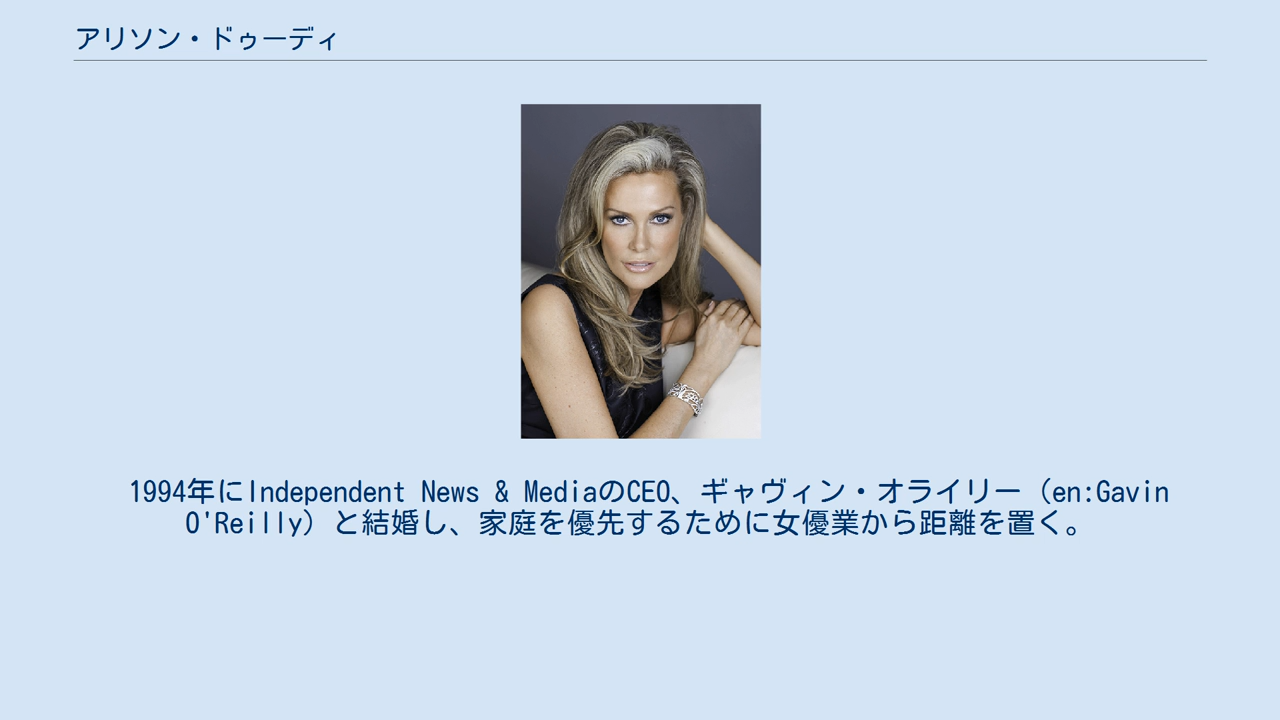 アリソン・ドゥーディ
1994年にIndependent News & MediaのCEO、ギャヴィン・オライリー（en:Gavin
O'Reilly）と結婚し、家庭を優先するために女優業から距離を置く。